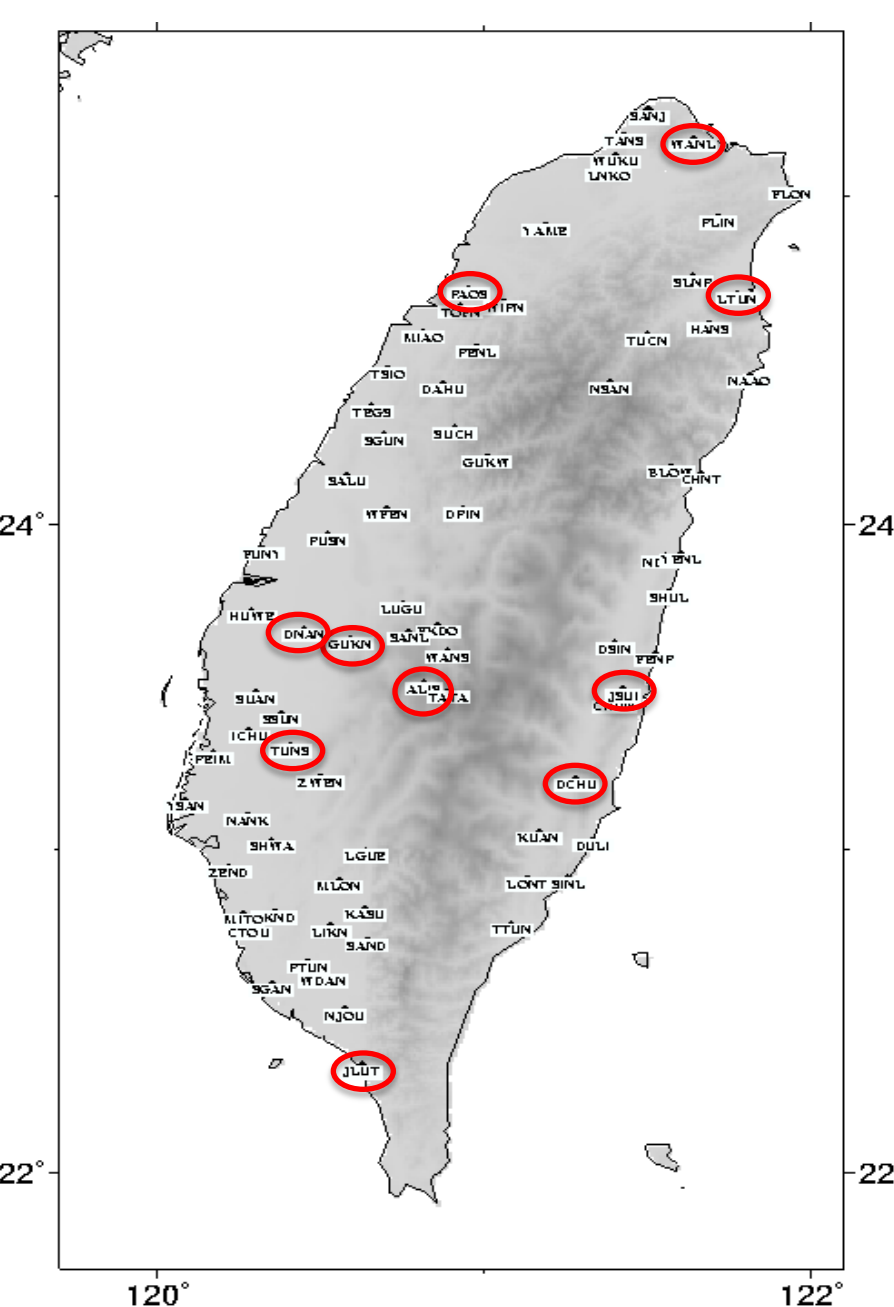 SANJ
TANS
WANL
WUKU
LNKO
FLON
YAME
PLIN
SLNP
PAOS
LTUN
TOFN
MIAO
HANS
TUCN
FENL
TSIO
NAAO
DAHU
NSAN
TEGS
SUCH
SGUN
GUKW
BLOW
SALU
CHNT
WFEN
DPIN
24°
24
PUSN
FUNY
YENL
SHUL
LUGU
HUWE
DNAN
SANL
GUKN
DSIN
WANS
FENP
JSUI
TATA
SUAN
SSUN
ICHU
TUNS
PEIM
ZWEN
DCHU
YSAN
NANK
KUAN
SHWA
DULI
LGUE
ZEND
MLON
LONT
SINL
KASU
MITO
KND
CTOU
LIKN
TTUN
SAND
PTUN
WDAN
SGAN
NJOU
JLUT
22°
22
120°
122°